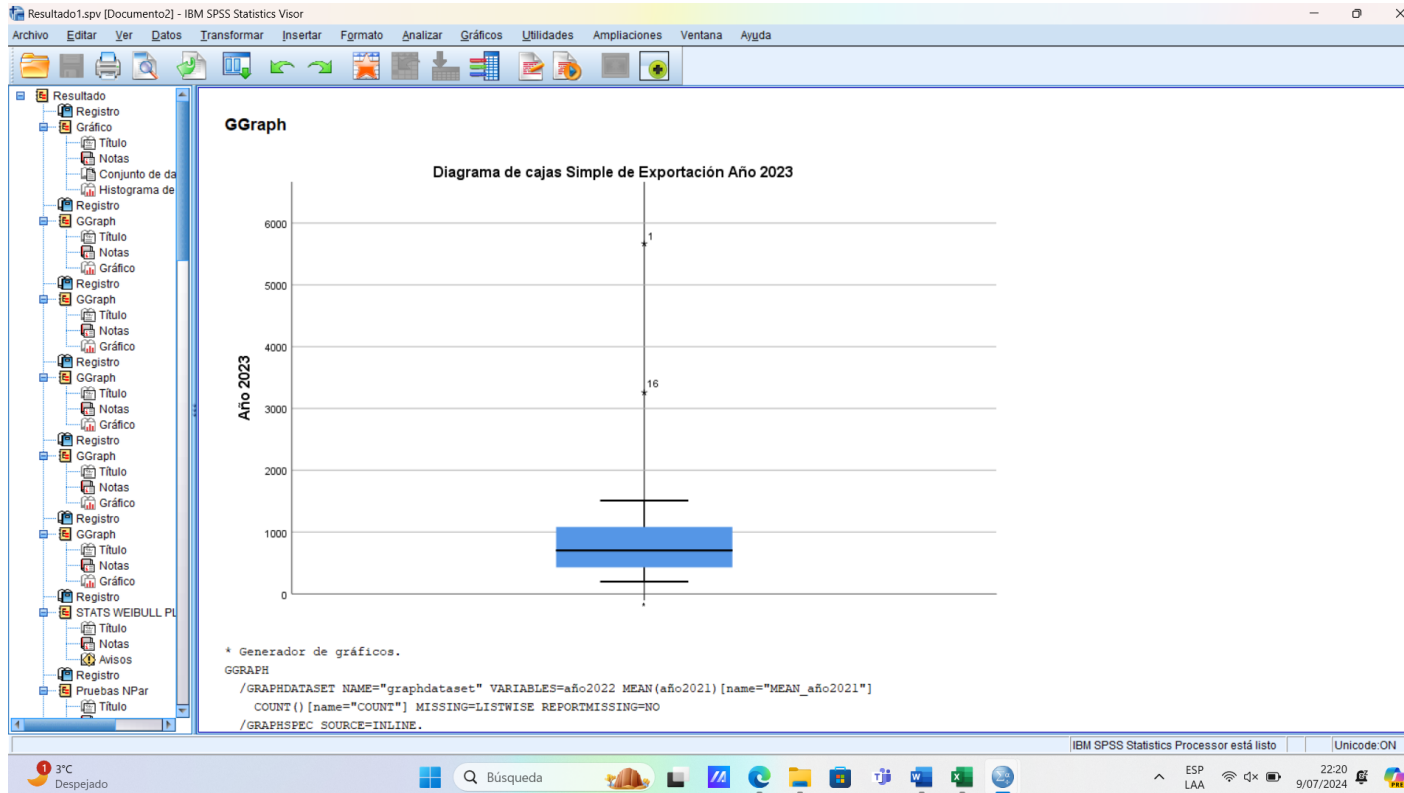 Resultado1.spv [Documento2] - IBM SPSS Statistics Visor
Archivo Editar Ver Datos Transformar Insertar Formato Analizar Gráficos Utilidades Ampliaciones Ventana Ayuda
Resultado
Registro
Gráfico
Título
Notas
Conjunto de da
Histograma de
Registro
GGraph
Título
Notas
Gráfico
Registro
GGraph
Título
Notas
Gráfico
Registro
GGraph
Título
Notas
Gráfico
Registro
GGraph
Título
Notas
Gráfico
Registro
GGraph
Título
Notas
Gráfico
Registro
STATS WEIBULL PL
Título
Notas
Avisos
Registro
Pruebas NPar
Título
GGraph
Diagrama de cajas Simple de Exportación Año 2023
Año 2023
6000
5000
4000
3000
2000
1000
0
1
16
* Generador de gráficos.
GGRAPH
/GRAPHDATASET NAME="graphdataset" VARIABLES=año2022 MEAN(año2021)[name="MEAN_año2021"]
COUNT()[name="COUNT"] MISSING=LISTWISE REPORTMISSING=NO
/GRAPHSPEC SOURCE=INLINE.
IBM SPSS Statistics Processor está listo
Unicode:ON
1
3°C
Despejado
Búsqueda
ESP
LAA
22:20
9/07/2024
PRE